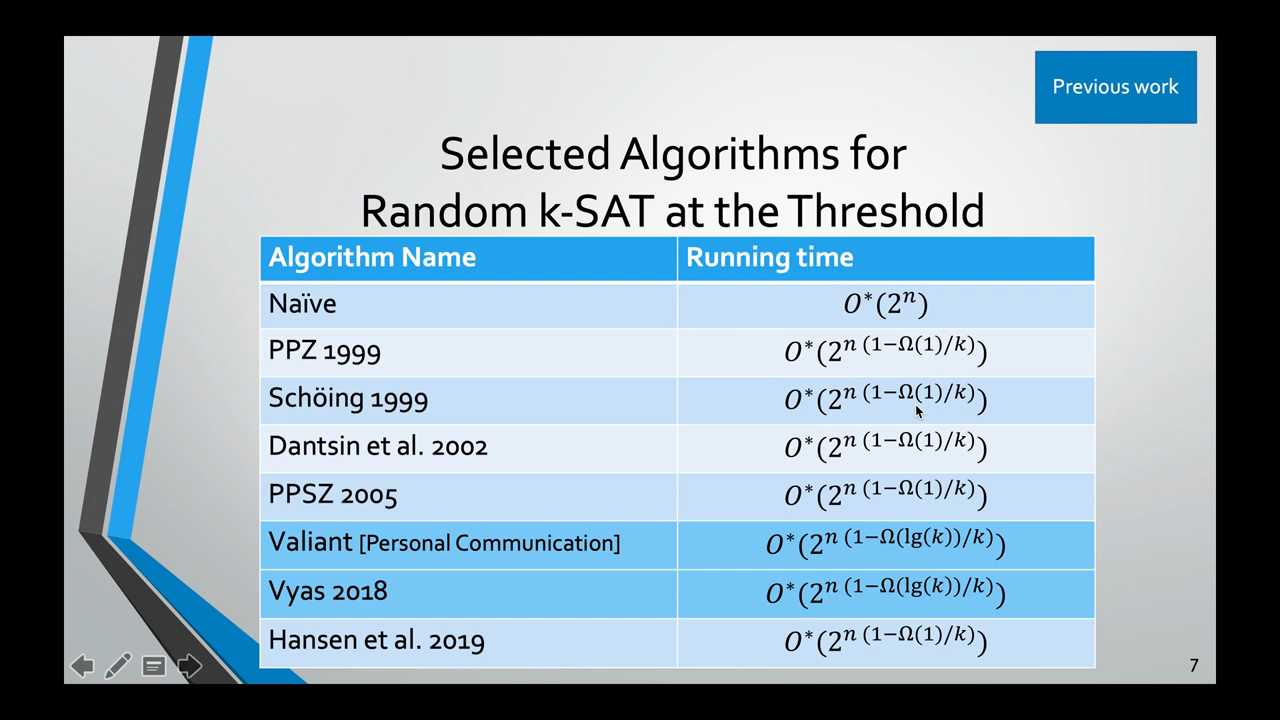 Previous work
Selected Algorithms for
Random k-SAT at the Threshold
Algorithm Name Running time
Naïve O*(2^n)
PPZ 1999 O*(2^{n (1−Ω(1)/k)})
Schöing 1999 O*(2^{n (1−Ω(1)/k)})
Dantsin et al. 2002 O*(2^{n (1−Ω(1)/k)})
PPSZ 2005 O*(2^{n (1−Ω(1)/k)})
Valiant [Personal Communication] O*(2^{n (1−Ω(lg(k))/k)})
Vyas 2018 O*(2^{n (1−Ω(lg(k))/k)})
Hansen et al. 2019 O*(2^{n (1−Ω(1)/k)})
7